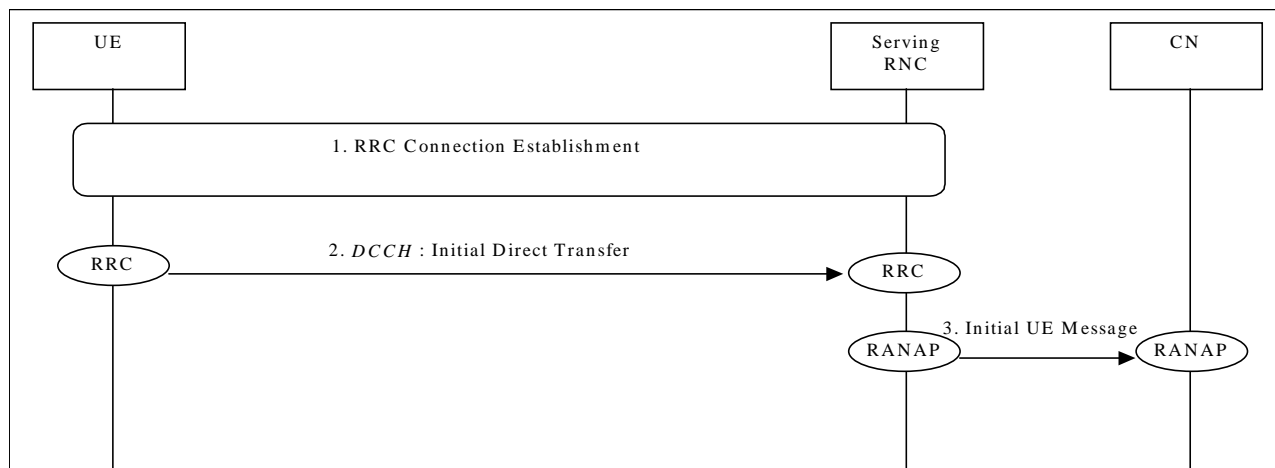 UE
Serving
RNC
CN
1. RRC Connection Establishment
2. DCCH : Initial Direct Transfer
RRC
RRC
3. Initial UE Message
RANAP
RANAP